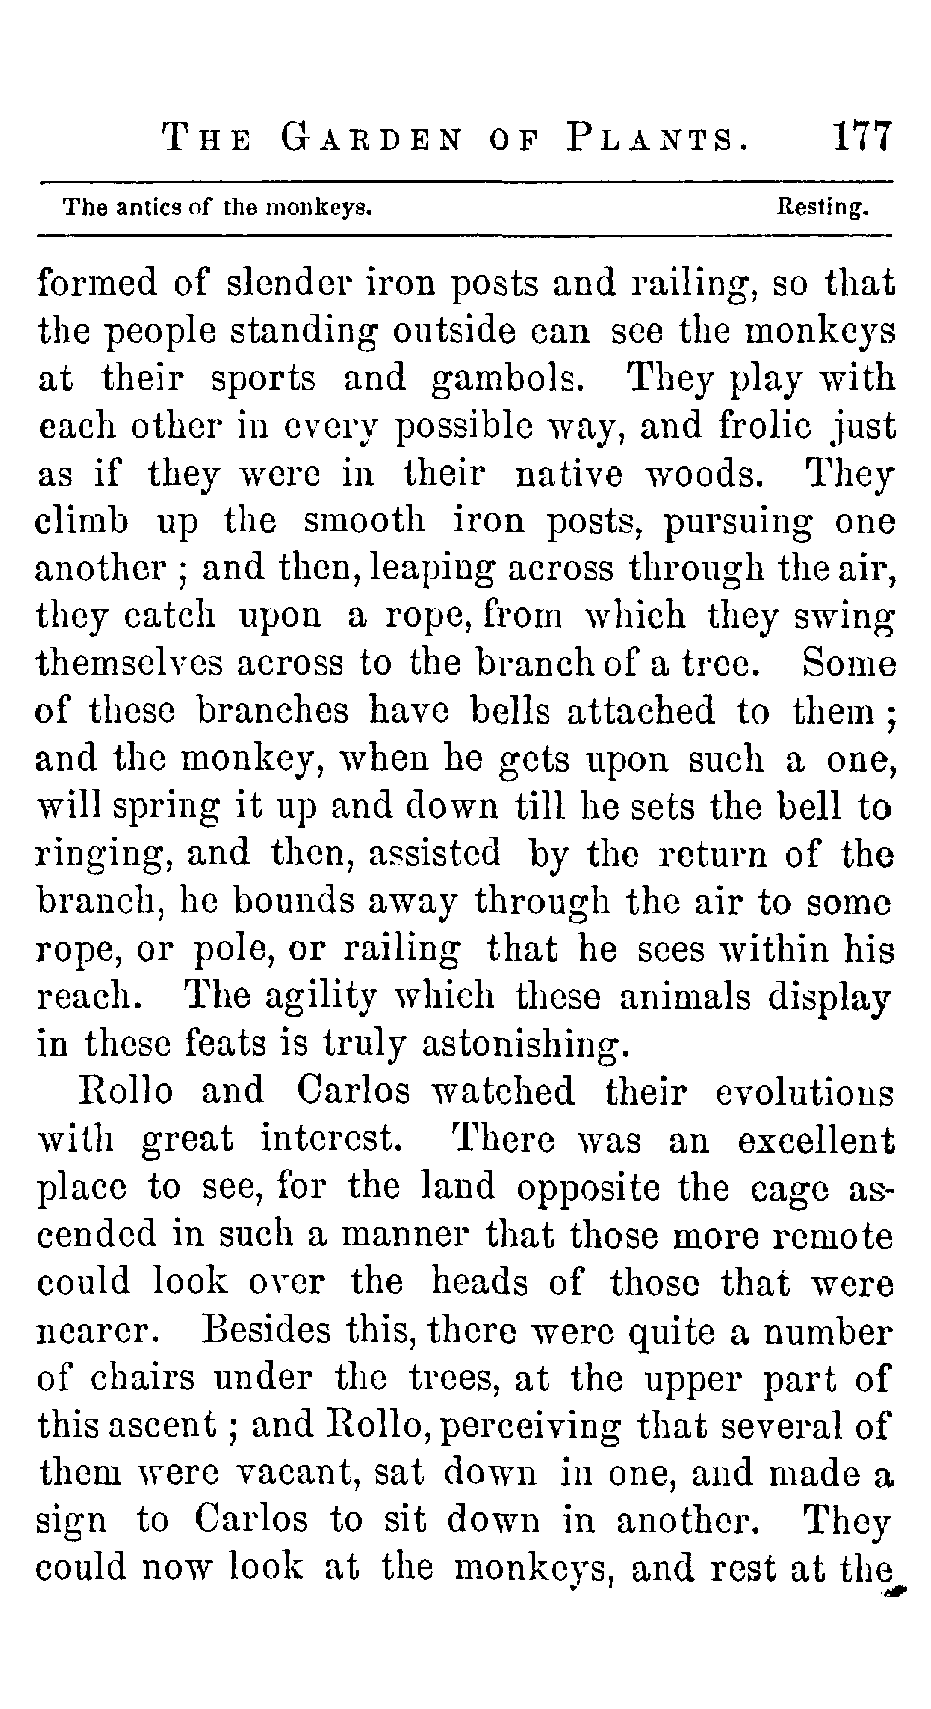 THE GARDEN OF PLANTS. 177
The antics of the monkeys. Resting.
formed of slender iron posts and railing, so that
the people standing outside can see the monkeys
at their sports and gambols. They play with
each other in every possible way, and frolic just
as if they were in their native woods. They
climb up the smooth iron posts, pursuing one
another ; and then, leaping across through the air,
they catch upon a rope, from which they swing
themselves across to the branch of a tree. Some
of these branches have bells attached to them ;
and the monkey, when he gets upon such a one,
will spring it up and down till he sets the bell to
ringing, and then, assisted by the return of the
branch, he bounds away through the air to some
rope, or pole, or railing that he sees within his
reach. The agility which these animals display
in these feats is truly astonishing.
Rollo and Carlos watched their evolutions
with great interest. There was an excellent
place to see, for the land opposite the cage as-
cended in such a manner that those more remote
could look over the heads of those that were
nearer. Besides this, there were quite a number
of chairs under the trees, at the upper part of
this ascent ; and Rollo, perceiving that several of
them were vacant, sat down in one, and made a
sign to Carlos to sit down in another. They
could now look at the monkeys, and rest at the